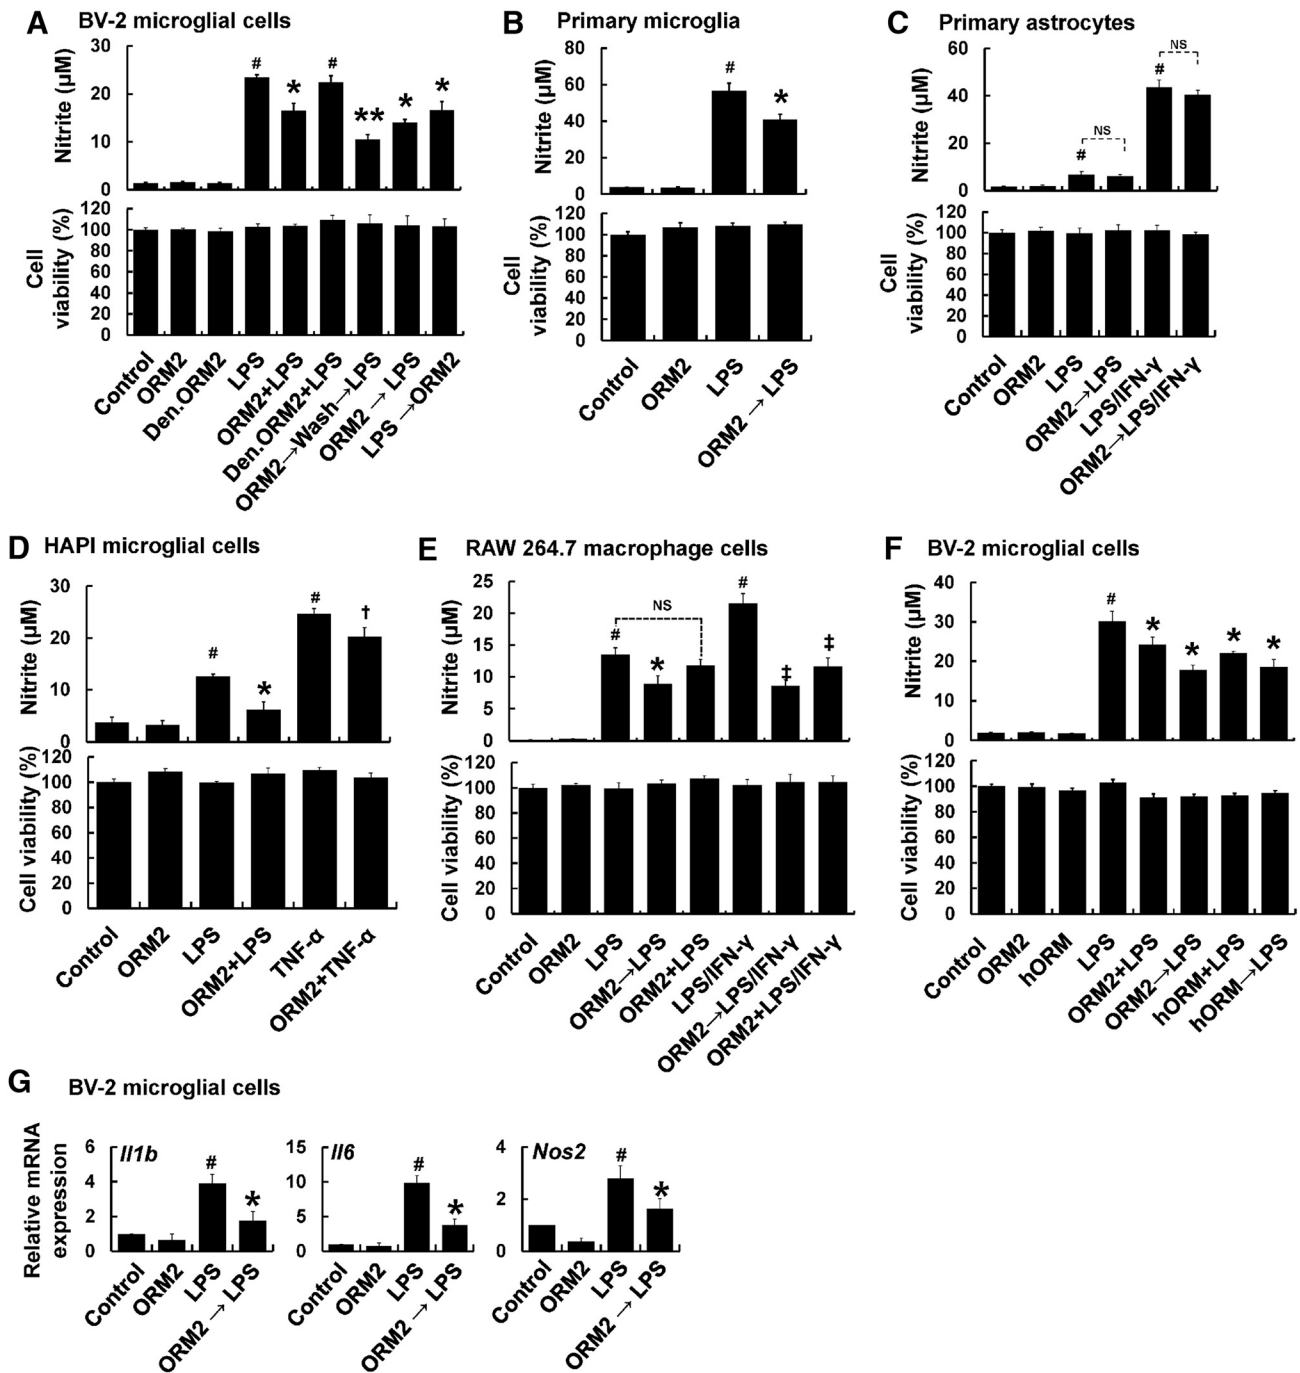 A BV-2 microglial cells
Nitrite (μM)
30
20
10
0
# * # ** * *
Cell
viability (%)
120
100
80
60
40
20
0
Control
ORM2
Den.ORM2
LPS
ORM2+LPS
Den.ORM2+LPS
ORM2→Wash→LPS
ORM2 → LPS
LPS →ORM2
B Primary microglia
Nitrite (μM)
80
60
40
20
0
# *
Cell
viability (%)
120
100
80
60
40
20
0
Control
ORM2
LPS
ORM2 → LPS
C Primary astrocytes
Nitrite (μM)
60
40
20
0
# NS # NS
Cell
viability (%)
120
100
80
60
40
20
0
Control
ORM2
LPS
ORM2→LPS
LPS/IFN-γ
ORM2→LPS/IFN-γ
D HAPI microglial cells
Nitrite (μM)
30
20
10
0
# * # †
Cell viability (%)
120
100
80
60
40
20
0
Control
ORM2
LPS
ORM2+LPS
TNF-α
ORM2+TNF-α
E RAW 264.7 macrophage cells
Nitrite (μM)
25
20
15
10
5
0
# * NS # ‡ ‡
Cell viability (%)
120
100
80
60
40
20
0
Control
ORM2
LPS
ORM2→LPS
ORM2+LPS
LPS/IFN-γ
ORM2→LPS/IFN-γ
ORM2+LPS/IFN-γ
F BV-2 microglial cells
Nitrite (μM)
40
30
20
10
0
# * * * *
Cell viability (%)
120
100
80
60
40
20
0
Control
ORM2
hORM
LPS
ORM2+LPS
ORM2→LPS
hORM+LPS
hORM→LPS
G BV-2 microglial cells
Relative mRNA
expression
6
4
2
0
Il1b
# *
Control
ORM2
LPS
ORM2 → LPS
15
10
5
0
Il6
# *
Control
ORM2
LPS
ORM2 → LPS
4
2
0
Nos2
# *
Control
ORM2
LPS
ORM2 → LPS